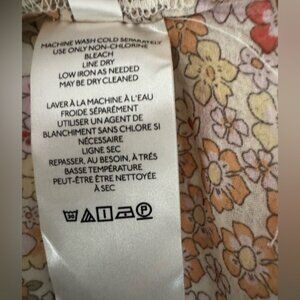 MACHINE WASH COLD SEPARATELY
USE ONLY NON-CHLORINE
BLEACH
LINE DRY
LOW IRON AS NEEDED
MAY BE DRY CLEANED
LAVER À LA MACHINE À L'EAU
FROIDE SÉPARÉMENT
UTILISER UN AGENT DE
BLANCHIMENT SANS CHLORE SI
NÉCESSAIRE
LIGNE SEC
REPASSER, AU BESOIN, À TRÉS
BASSE TEMPÉRATURE
PEUT-ÊTRE ÊTRE NETTOYÉE
À SEC